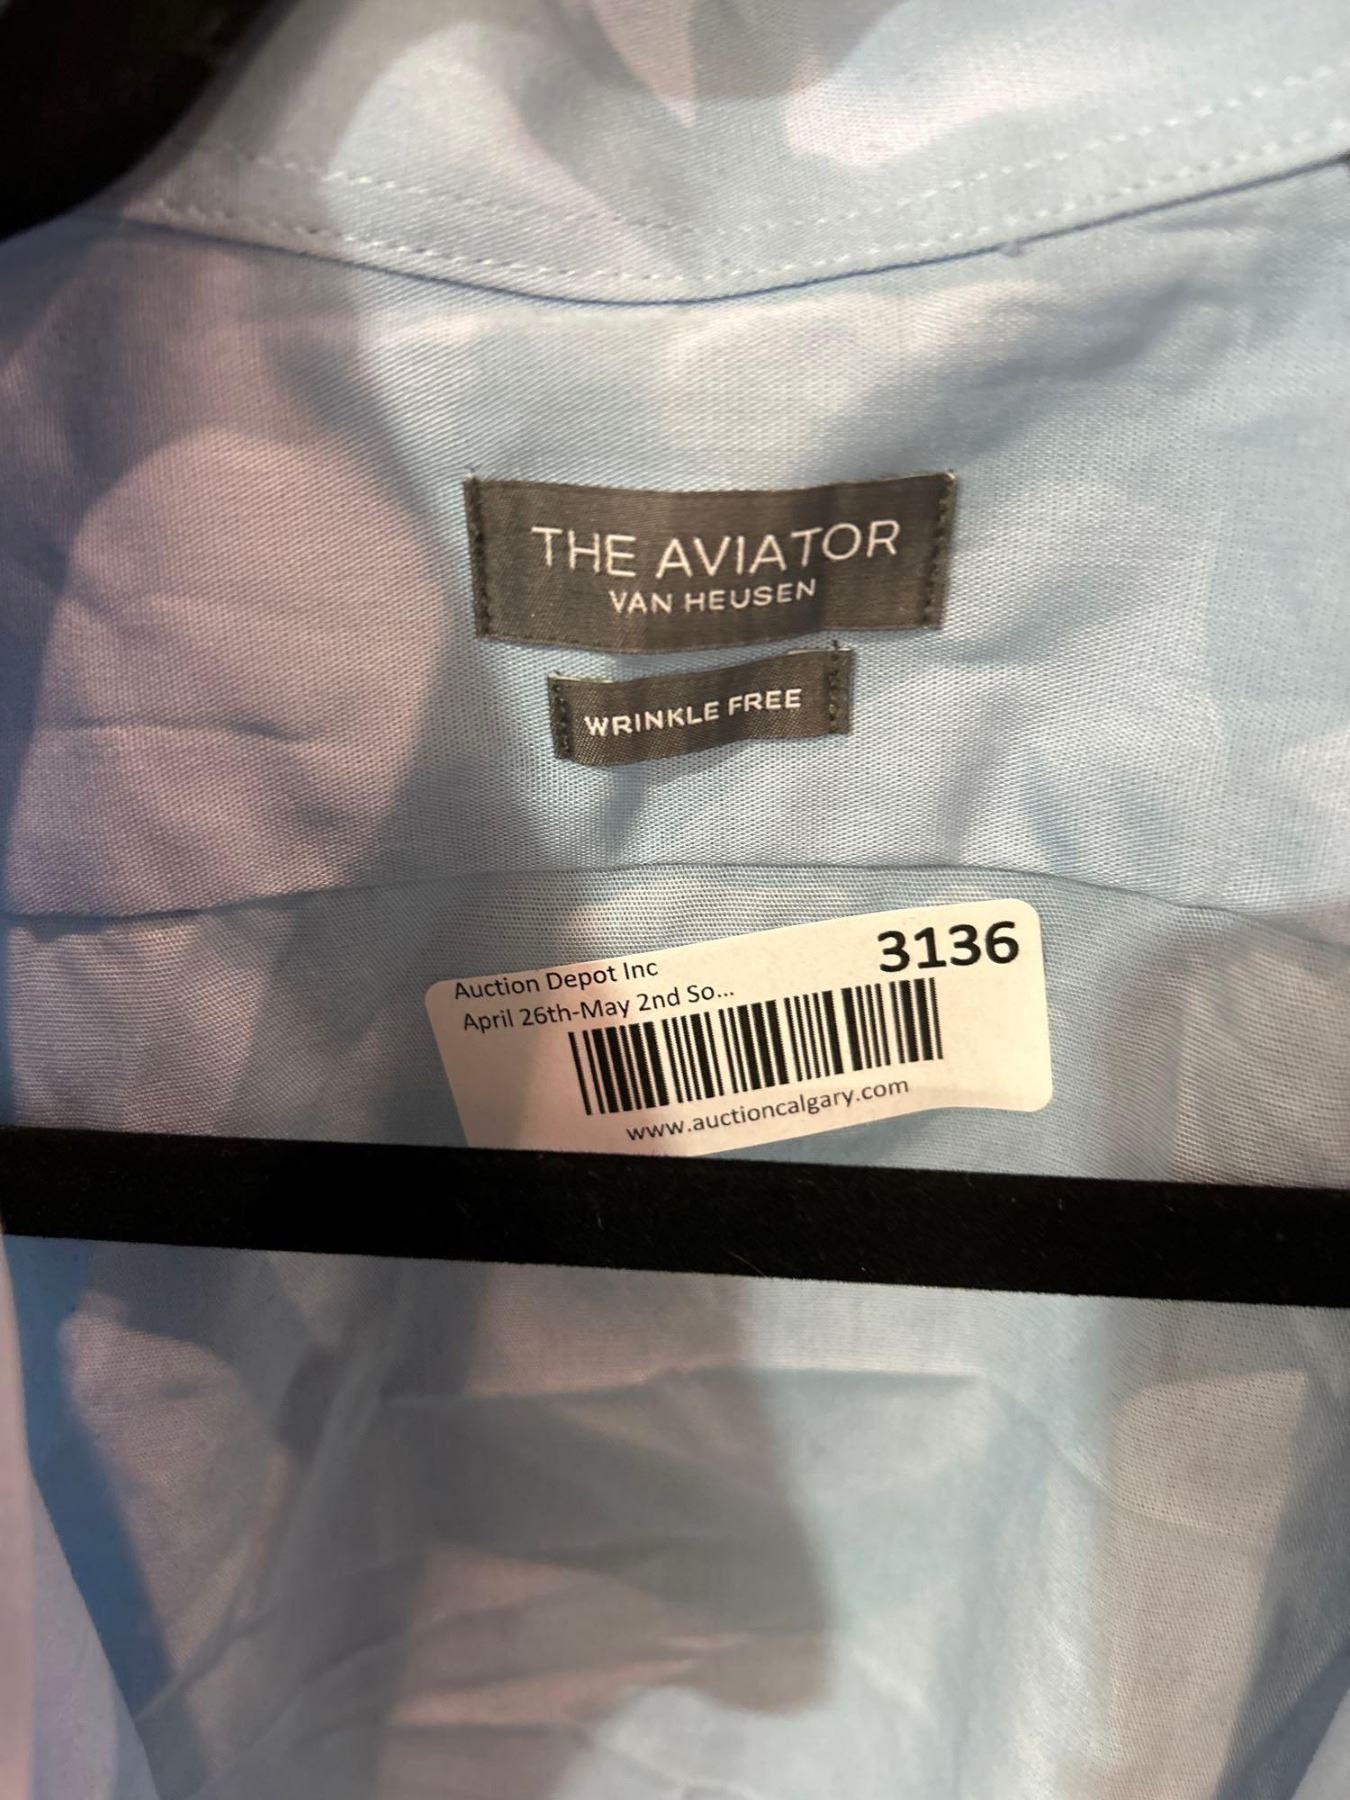 THE AVIATOR
VAN HEUSEN
WRINKLE FREE
3136
Auction Depot Inc
April 26th-May 2nd So...
www.auctioncalgary.com